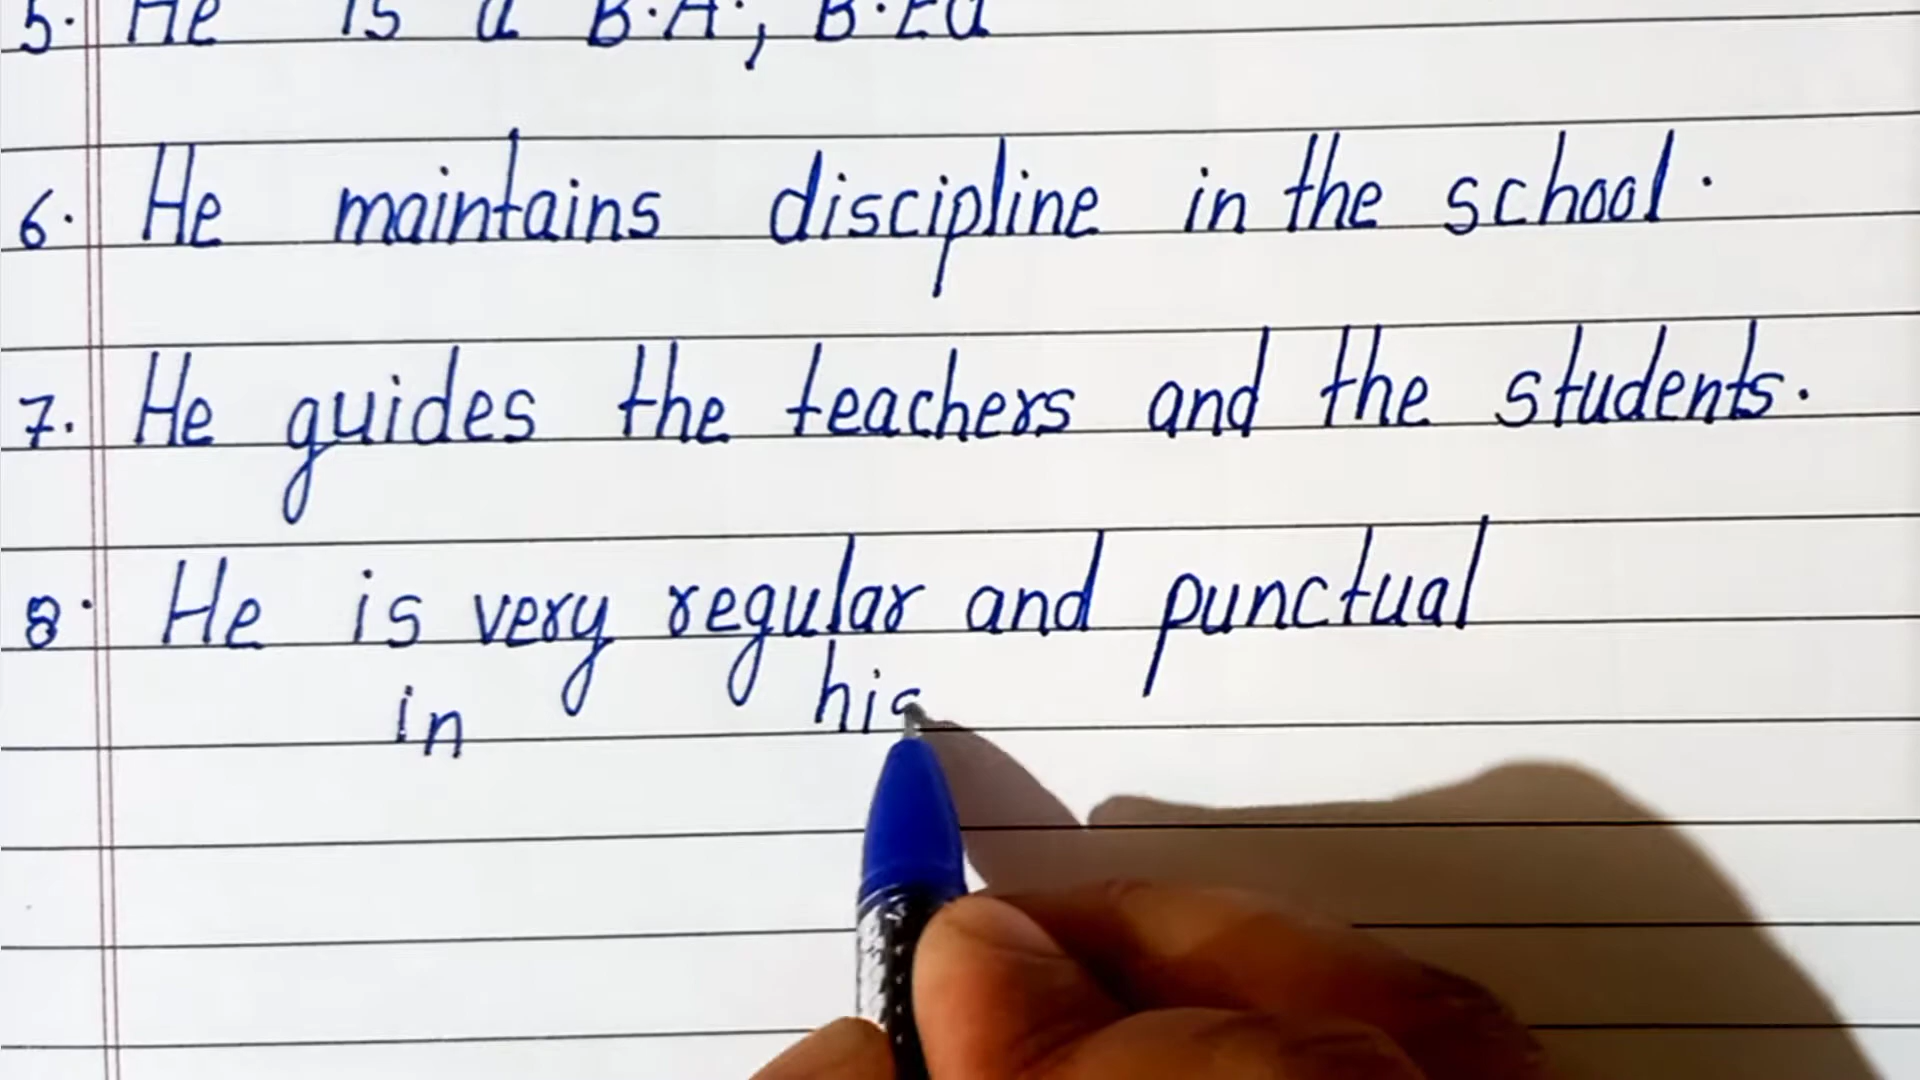 5. He is a B.A., B.Ed
6. He maintains discipline in the school.
7. He guides the teachers and the students.
8. He is very regular and punctual
in his